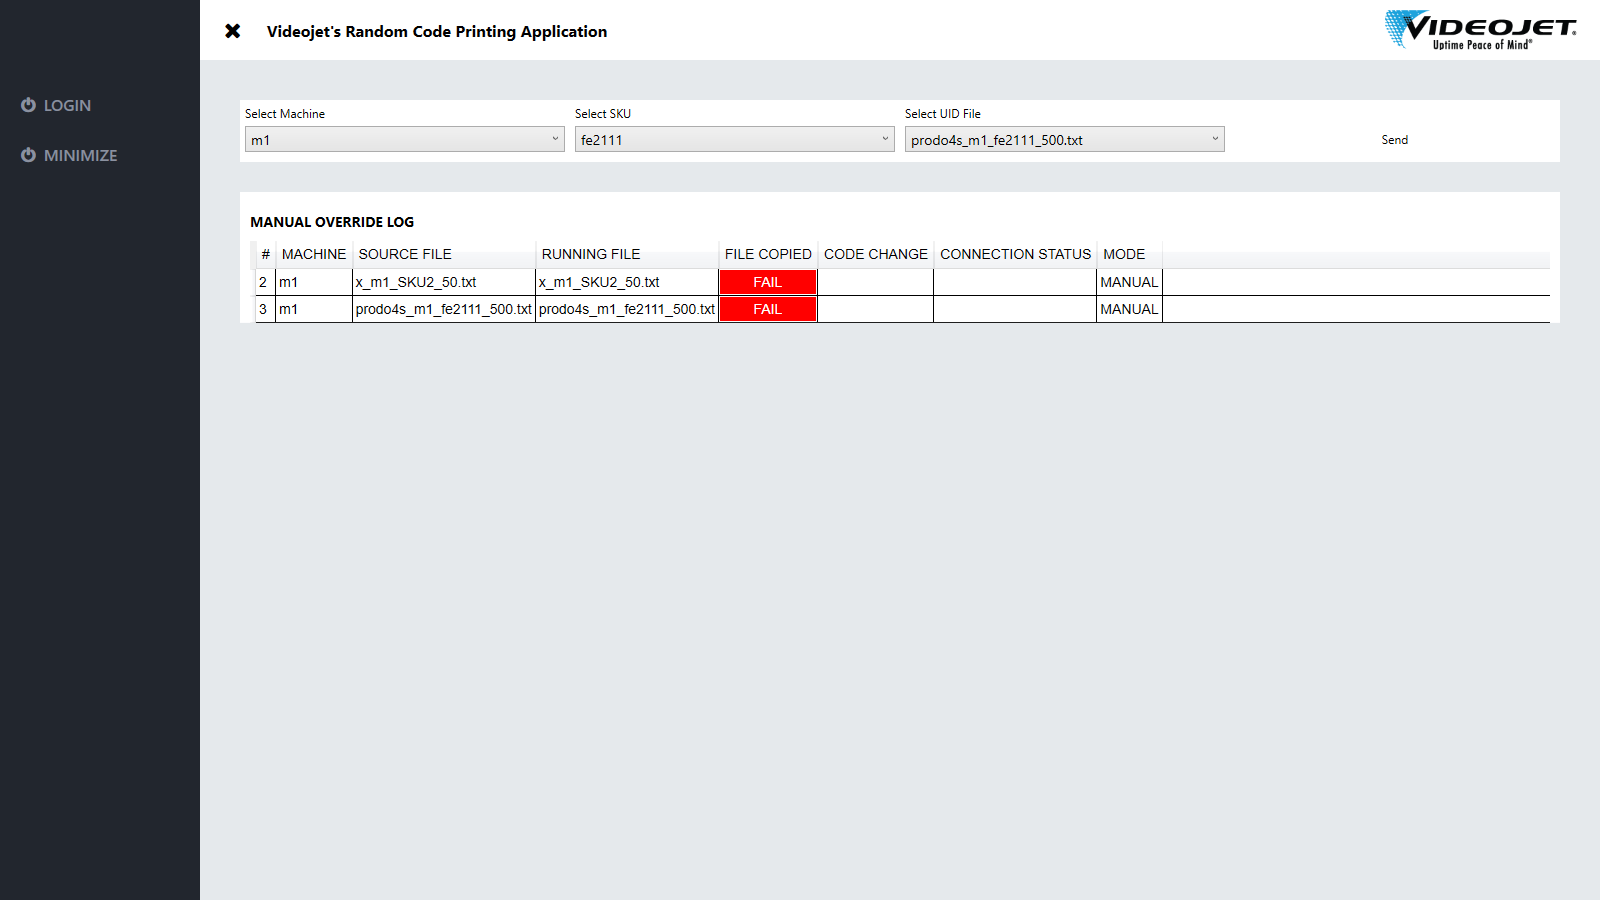 Videojet's Random Code Printing Application
VIDEOJET®
Uptime Peace of Mind®
LOGIN
MINIMIZE
Select Machine Select SKU Select UID File
m1 fe2111 prodo4s_m1_fe2111_500.txt Send
MANUAL OVERRIDE LOG
# MACHINE SOURCE FILE RUNNING FILE FILE COPIED CODE CHANGE CONNECTION STATUS MODE
2 m1 x_m1_SKU2_50.txt x_m1_SKU2_50.txt FAIL MANUAL
3 m1 prodo4s_m1_fe2111_500.txt prodo4s_m1_fe2111_500.txt FAIL MANUAL